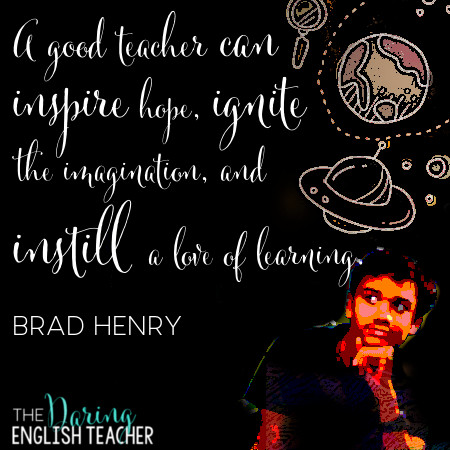 A good teacher can
inspire hope, ignite
the imagination, and
instill a love of learning.
BRAD HENRY
THE Daring
ENGLISH TEACHER